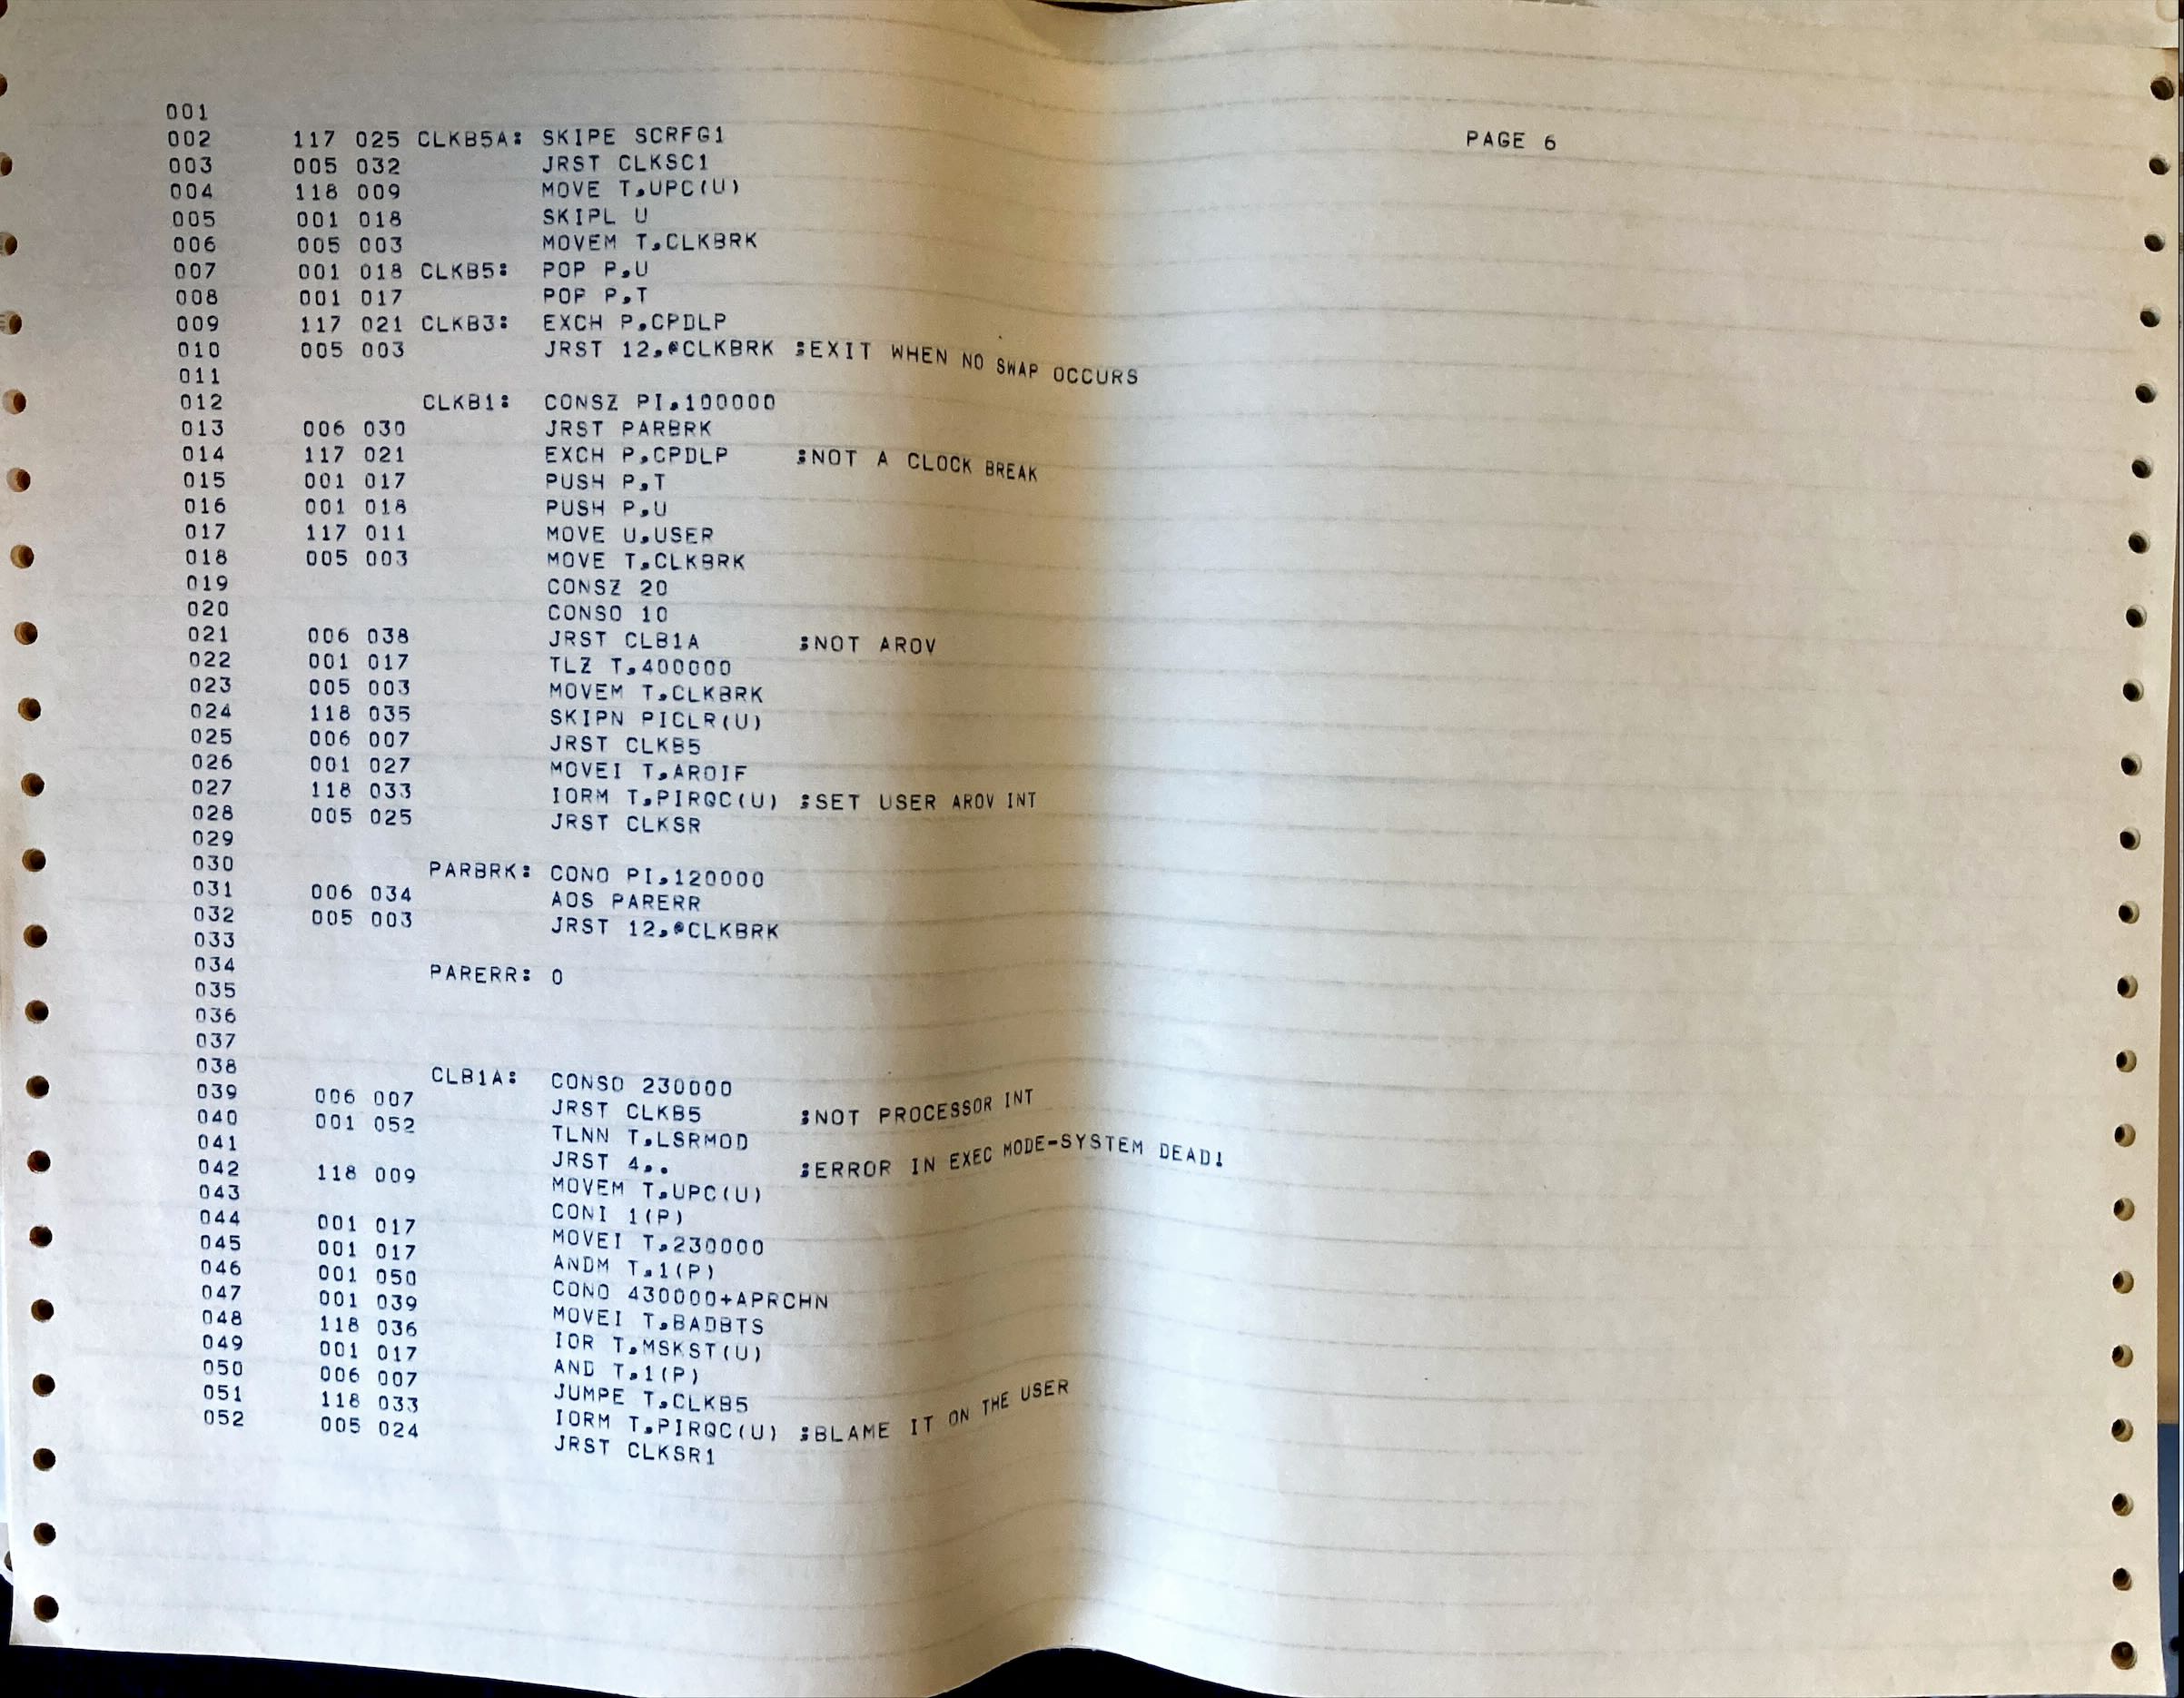 001
002 117 025 CLKB5A: SKIPE SCRFG1 PAGE 6
003 005 032 JRST CLKSC1
004 118 009 MOVE T,UPC(U)
005 001 018 SKIPL U
006 005 003 MOVEM T,CLKBRK
007 001 018 CLKB5: POP P,U
008 001 017 POP P,T
009 117 021 CLKB3: EXCH P,CPDLP
010 005 003 JRST 12,@CLKBRK ;EXIT WHEN NO SWAP OCCURS
011
012 CLKB1: CONSZ PI,100000
013 006 030 JRST PARBRK
014 117 021 EXCH P,CPDLP ;NOT A CLOCK BREAK
015 001 017 PUSH P,T
016 001 018 PUSH P,U
017 117 011 MOVE U,USER
018 005 003 MOVE T,CLKBRK
019 CONSZ 20
020 CONSO 10
021 006 038 JRST CLB1A ;NOT AROV
022 001 017 TLZ T,400000
023 005 003 MOVEM T,CLKBRK
024 118 035 SKIPN PICLR(U)
025 006 007 JRST CLKB5
026 001 027 MOVEI T,AROIF
027 118 033 IORM T,PIRQC(U) ;SET USER AROV INT
028 005 025 JRST CLKSR
029
030 PARBRK: CONO PI,120000
031 006 034 AOS PARERR
032 005 003 JRST 12,@CLKBRK
033
034 PARERR: 0
035
036
037
038 CLB1A: CONSO 230000
039 006 007 JRST CLKB5 ;NOT PROCESSOR INT
040 001 052 TLNN T,LSRMOD
041 JRST 4,. ;ERROR IN EXEC MODE-SYSTEM DEAD!
042 118 009 MOVEM T,UPC(U)
043 CONI 1(P)
044 001 017 MOVEI T,230000
045 001 017 ANDM T,1(P)
046 001 050 CONO 430000+APRCHN
047 001 039 MOVEI T,BADBTS
048 118 036 IOR T,MSKST(U)
049 001 017 AND T,1(P)
050 006 007 JUMPE T,CLKB5
051 118 033 IORM T,PIRQC(U) ;BLAME IT ON THE USER
052 005 024 JRST CLKSR1